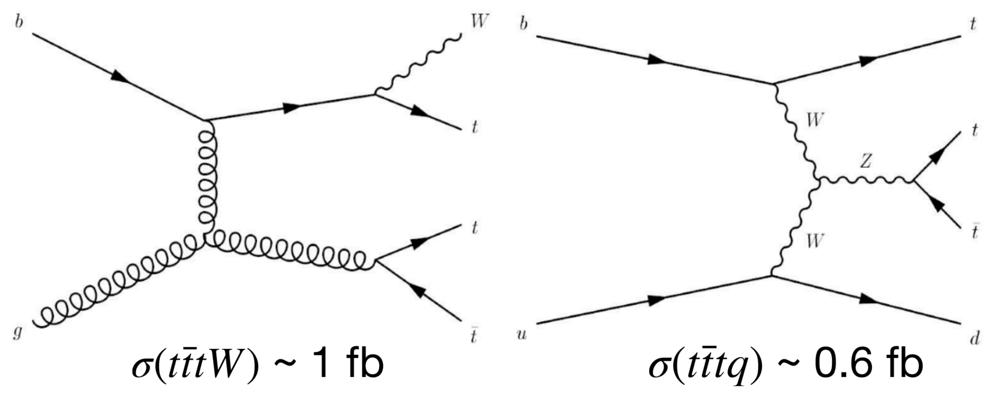 b
W
b
t
W
t
t
Z
t
W
t̄
g
t̄
u
d
σ(tt̄tW) ~ 1 fb
σ(tt̄tq) ~ 0.6 fb